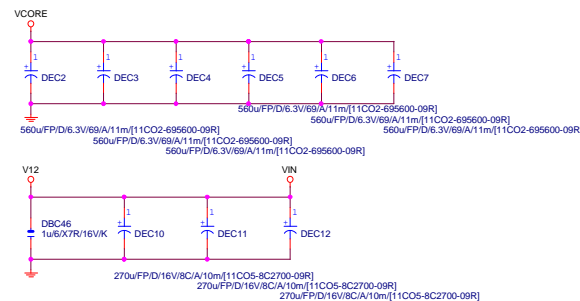 VCORE
1 1 1 1 1 1
+ + + + + +
DEC2 DEC3 DEC4 DEC5 DEC6 DEC7
560u/FP/D/6.3V/69/A/11m/[11CO2-695600-09R]
560u/FP/D/6.3V/69/A/11m/[11CO2-695600-09R]
560u/FP/D/6.3V/69/A/11m/[11CO2-695600-09R]
560u/FP/D/6.3V/69/A/11m/[11CO2-695600-09R]
560u/FP/D/6.3V/69/A/11m/[11CO2-695600-09R]
560u/FP/D/6.3V/69/A/11m/[11CO2-695600-09R]
V12 VIN
1 1 1
+ + +
DBC46
1u/6/X7R/16V/K DEC10 DEC11 DEC12
270u/FP/D/16V/8C/A/10m/[11CO5-8C2700-09R]
270u/FP/D/16V/8C/A/10m/[11CO5-8C2700-09R]
270u/FP/D/16V/8C/A/10m/[11CO5-8C2700-09R]